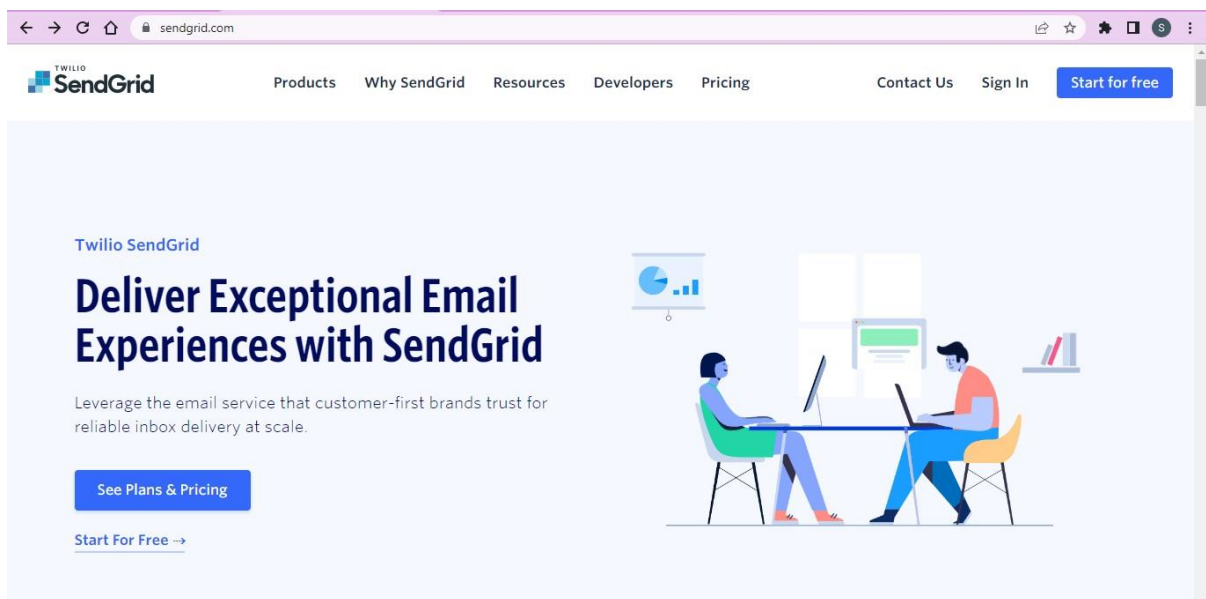 sendgrid.com
S
TWILIO
SendGrid
Products Why SendGrid Resources Developers Pricing Contact Us Sign In Start for free
Twilio SendGrid
Deliver Exceptional Email
Experiences with SendGrid
Leverage the email service that customer-first brands trust for
reliable inbox delivery at scale.
See Plans & Pricing
Start For Free ⇢